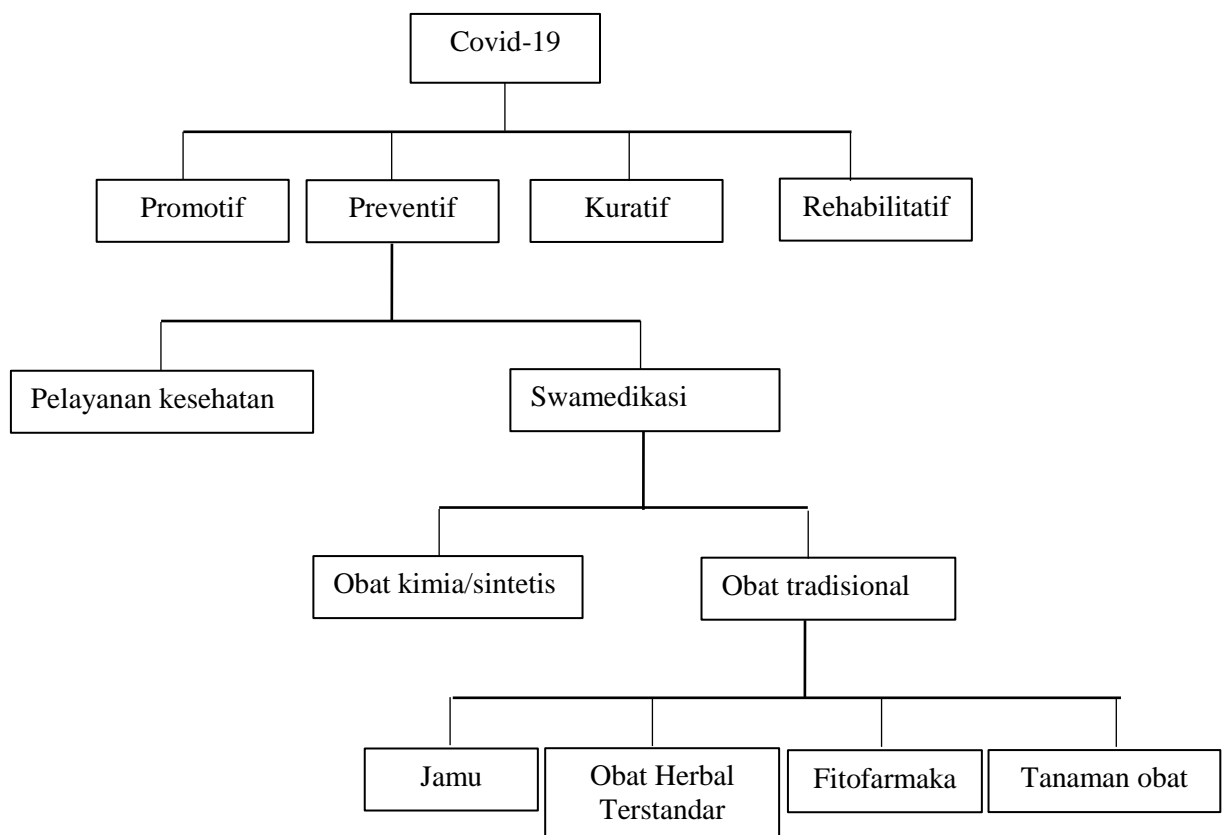 Covid-19
Promotif
Preventif
Kuratif
Rehabilitatif
Pelayanan kesehatan
Swamedikasi
Obat kimia/sintetis
Obat tradisional
Jamu
Obat Herbal
Terstandar
Fitofarmaka
Tanaman obat